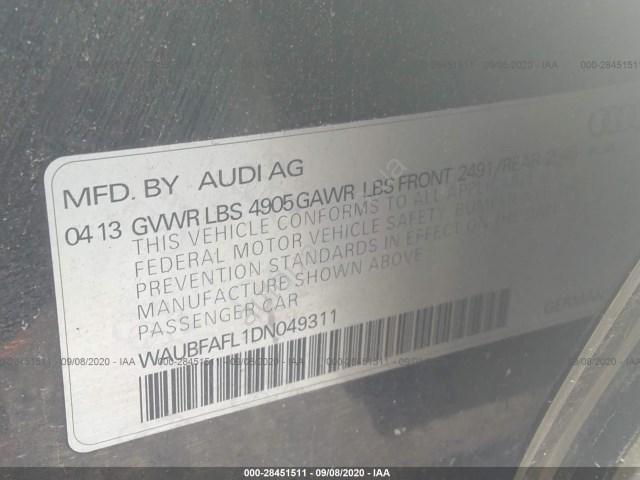 MFD. BY AUDI AG
04 13 GVWR LBS 4905 GAWR LBS FRONT 2491/REAR
THIS VEHICLE CONFORMS TO ALL
FEDERAL MOTOR VEHICLE SAFETY,
PREVENTION STANDARDS IN EFFECT ON
MANUFACTURE SHOWN ABOVE
PASSENGER CAR
WAUBFAFL1DN049311
GERMAN
000-28451511 - 09/08/2020 - IAA